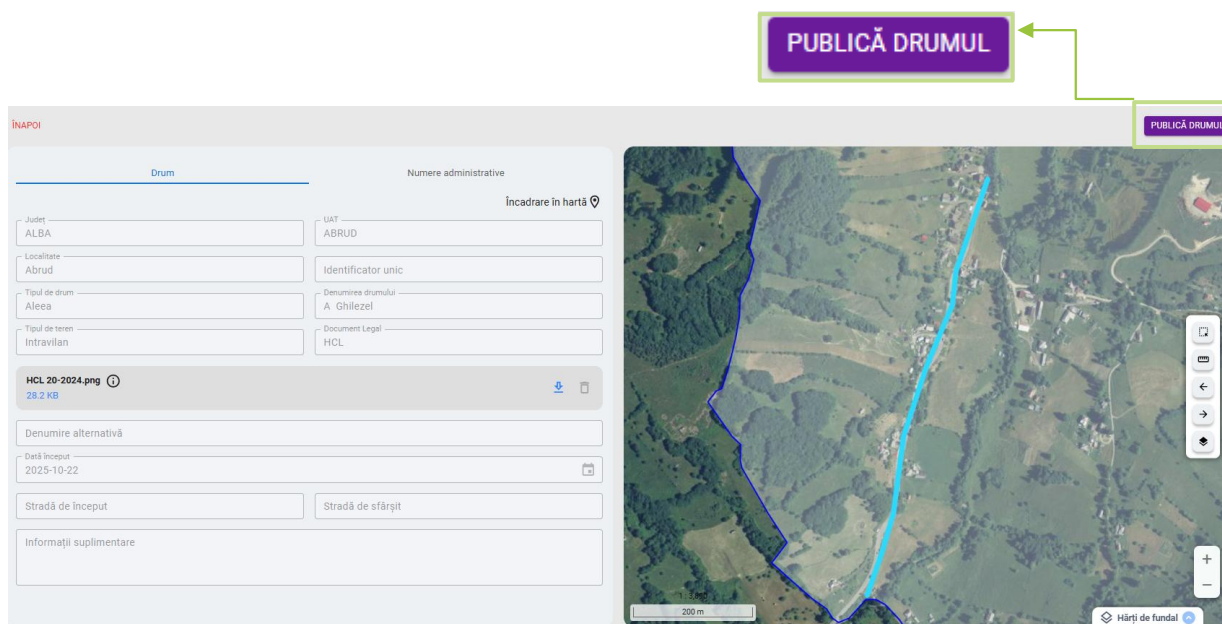 PUBLICĂ DRUMUL
ÎNAPOI
PUBLICĂ DRUMUL
Drum
Numere administrative
Încadrare în hartă
Județ
ALBA
UAT
ABRUD
Localitate
Abrud
Identificator unic
Tipul de drum
Aleea
Denumirea drumului
A Ghilezel
Tipul de teren
Intravilan
Document Legal
HCL
HCL 20-2024.png
28.2 KB
Denumire alternativă
Dată început
2025-10-22
Stradă de început
Stradă de sfârșit
Informații suplimentare
200 m
Hărți de fundal